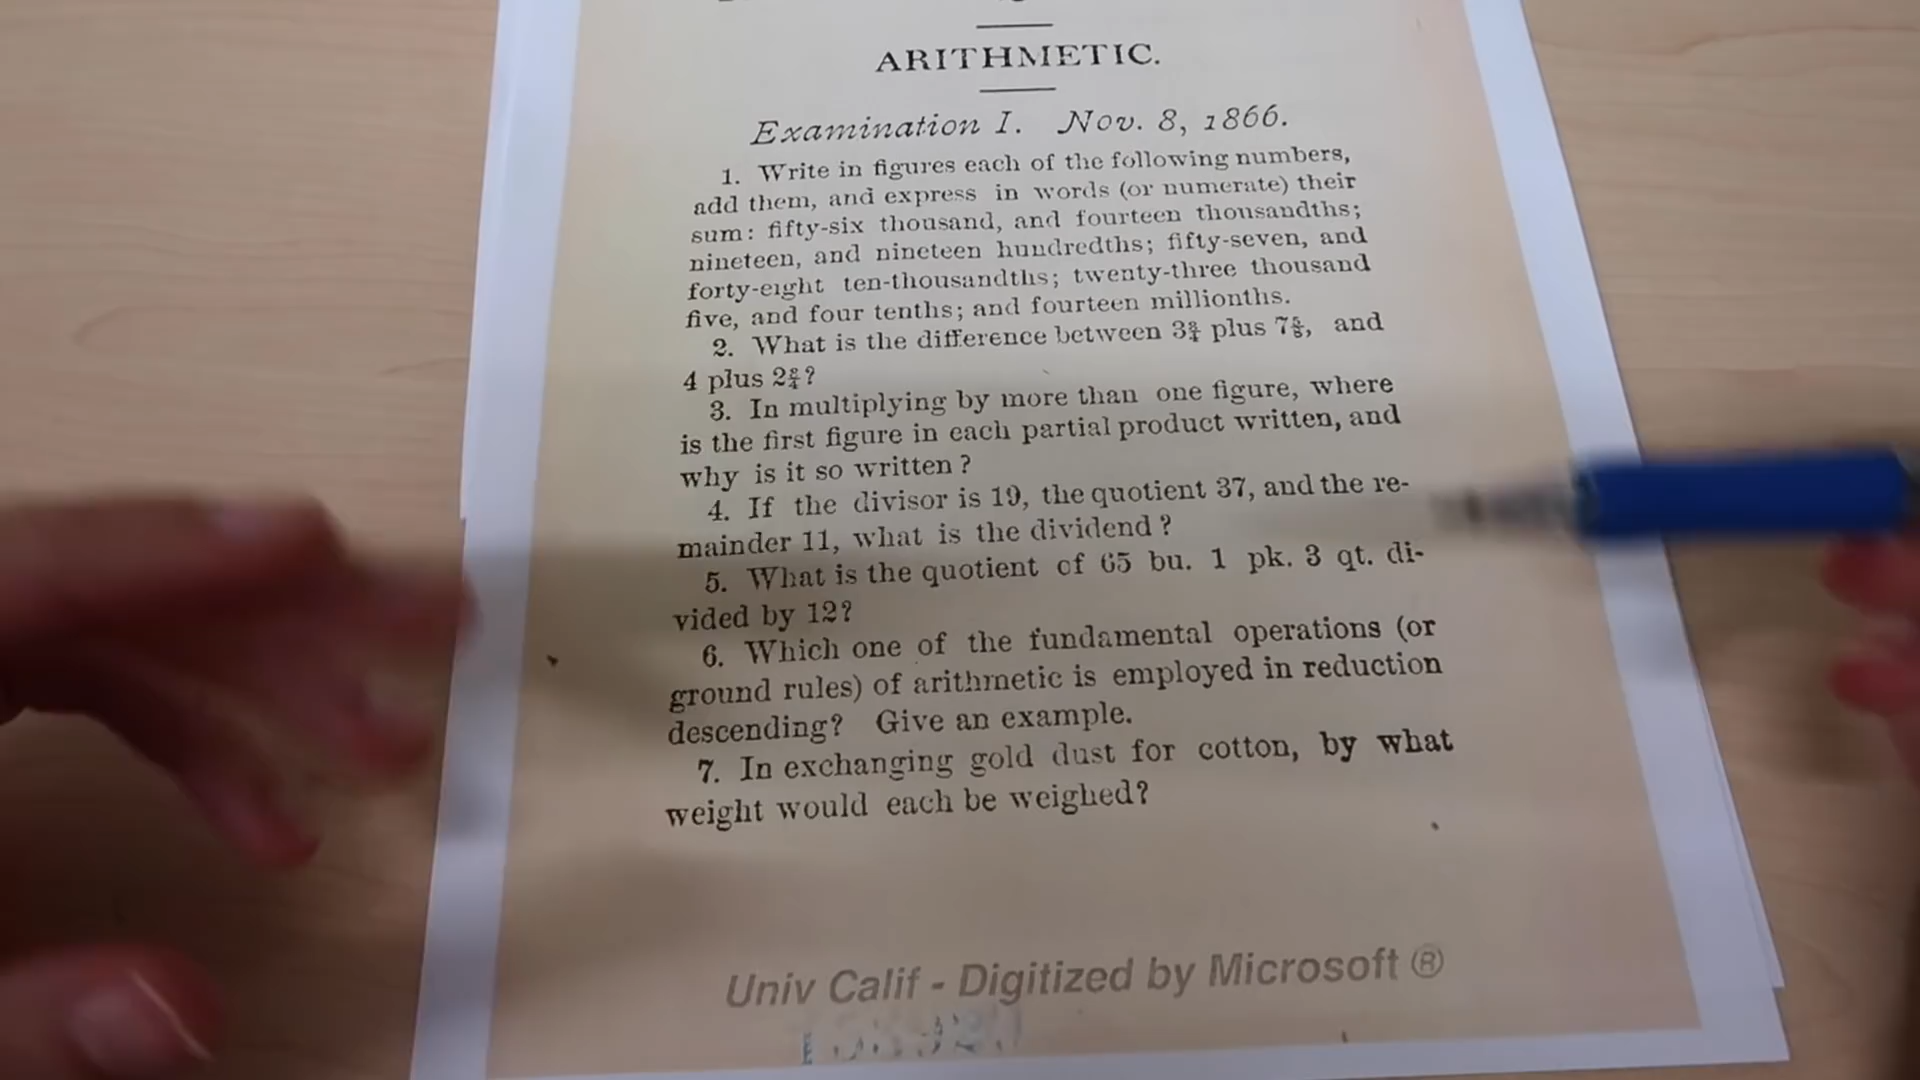 ARITHMETIC.
Examination I. Nov. 8, 1866.
1. Write in figures each of the following numbers,
add them, and express in words (or numerate) their
sum: fifty-six thousand, and fourteen thousandths;
nineteen, and nineteen hundredths; fifty-seven, and
forty-eight ten-thousandths; twenty-three thousand
five, and four tenths; and fourteen millionths.
2. What is the difference between 3¾ plus 7⅝, and
4 plus 2?
3. In multiplying by more than one figure, where
is the first figure in each partial product written, and
why is it so written?
4. If the divisor is 19, the quotient 37, and the re-
mainder 11, what is the dividend?
5. What is the quotient of 65 bu. 1 pk. 3 qt. di-
vided by 12?
6. Which one of the fundamental operations (or
ground rules) of arithmetic is employed in reduction
descending? Give an example.
7. In exchanging gold dust for cotton, by what
weight would each be weighed?
Univ Calif - Digitized by Microsoft ®